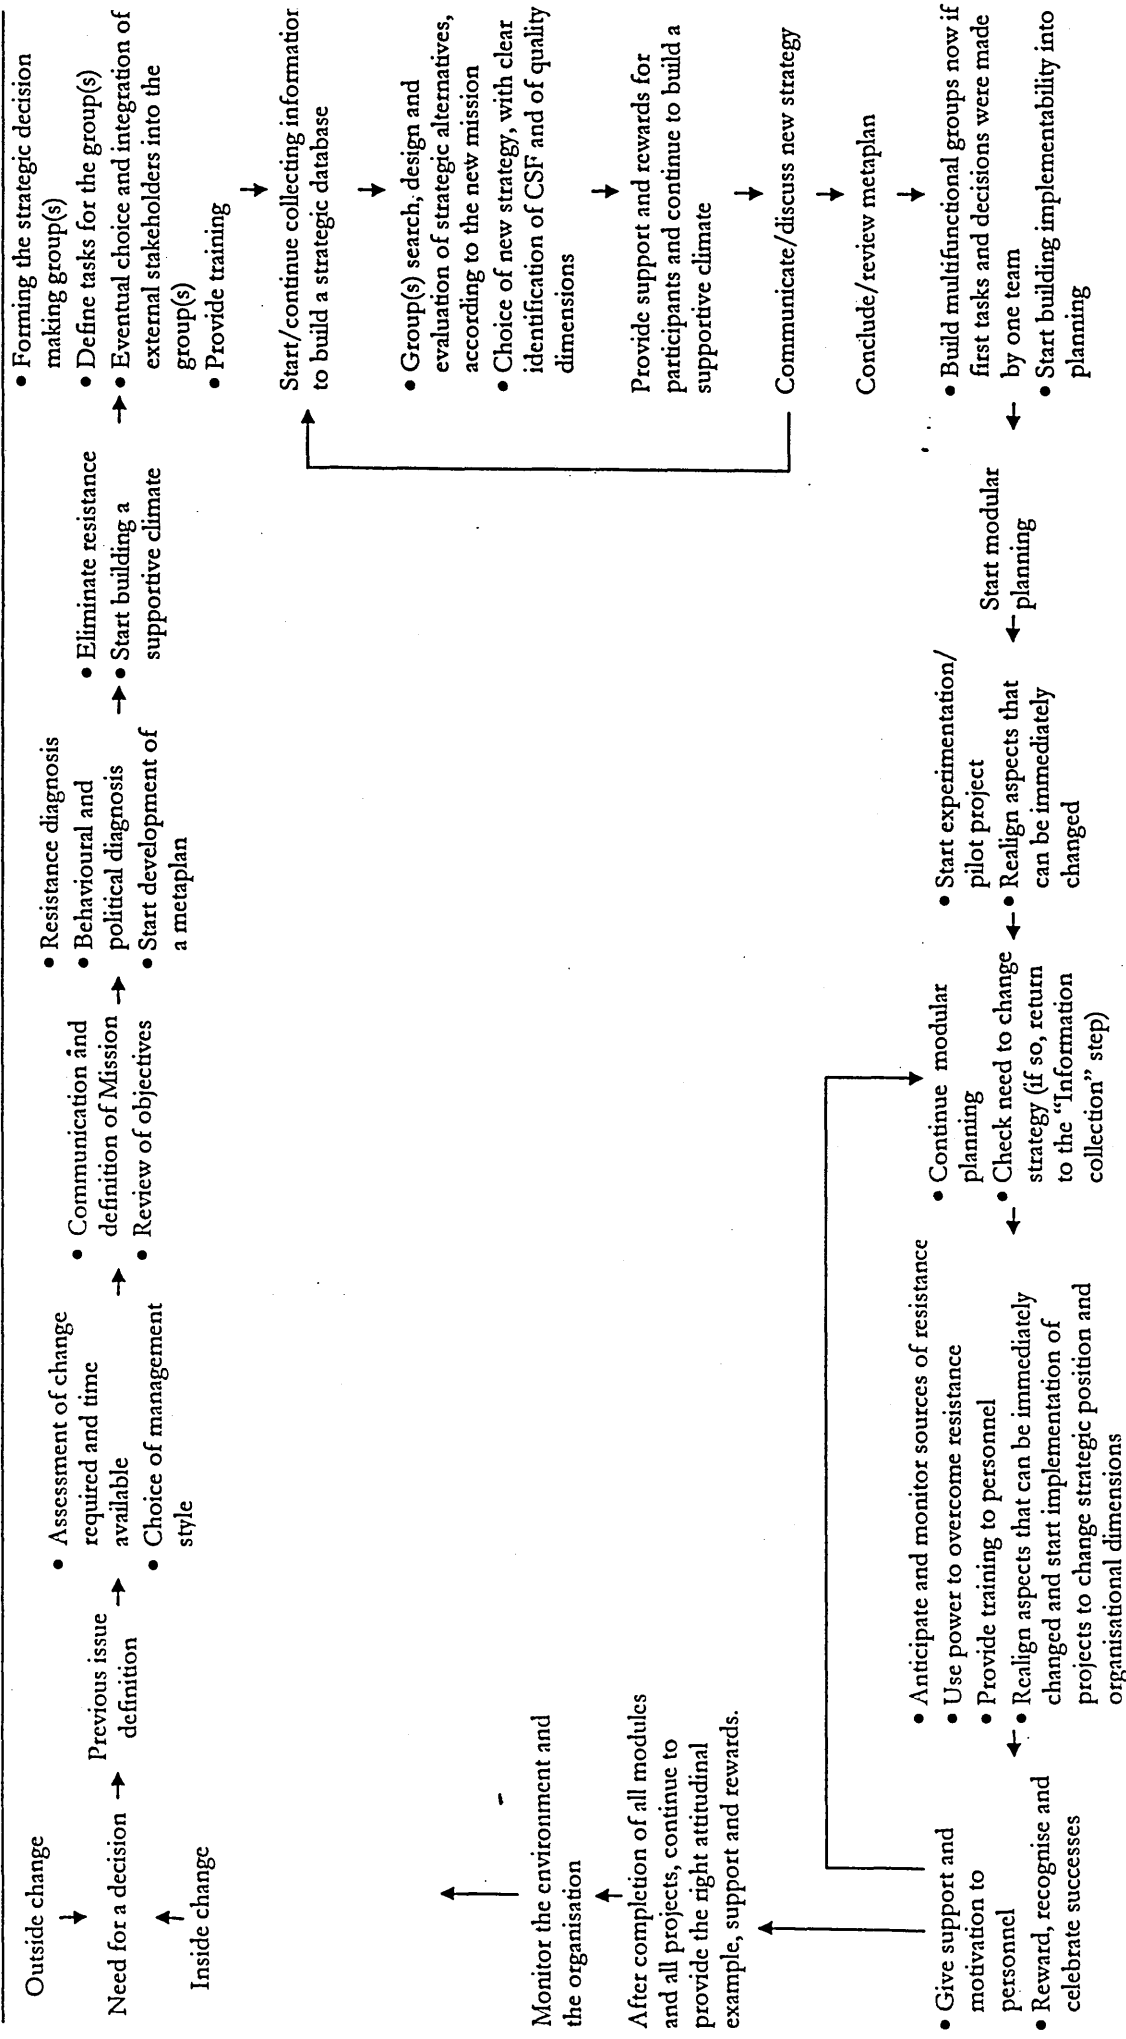 Outside change
Need for a decision
Inside change
Previous issue
definition
• Assessment of change
required and time
available
• Choice of management
style
• Communication and
definition of Mission
• Review of objectives
• Resistance diagnosis
• Behavioural and
political diagnosis
• Start development of
a metaplan
• Eliminate resistance
• Start building a
supportive climate
• Forming the strategic decision
making group(s)
• Define tasks for the group(s)
• Eventual choice and integration of
external stakeholders into the
group(s)
• Provide training
Start/continue collecting information
to build a strategic database
• Group(s) search, design and
evaluation of strategic alternatives,
according to the new mission
• Choice of new strategy, with clear
identification of CSF and of quality
dimensions
Provide support and rewards for
participants and continue to build a
supportive climate
Communicate/discuss new strategy
Conclude/review metaplan
• Build multifunctional groups now if
first tasks and decisions were made
by one team
• Start building implementability into
planning
Start modular
planning
• Start experimentation/
pilot project
• Realign aspects that
can be immediately
changed
• Continue modular
planning
• Check need to change
strategy (if so, return
to the "Information
collection" step)
• Anticipate and monitor sources of resistance
• Use power to overcome resistance
• Provide training to personnel
• Realign aspects that can be immediately
changed and start implementation of
projects to change strategic position and
organisational dimensions
• Give support and
motivation to
personnel
• Reward, recognise and
celebrate successes
After completion of all modules
and all projects, continue to
provide the right attitudinal
example, support and rewards.
Monitor the environment and
the organisation